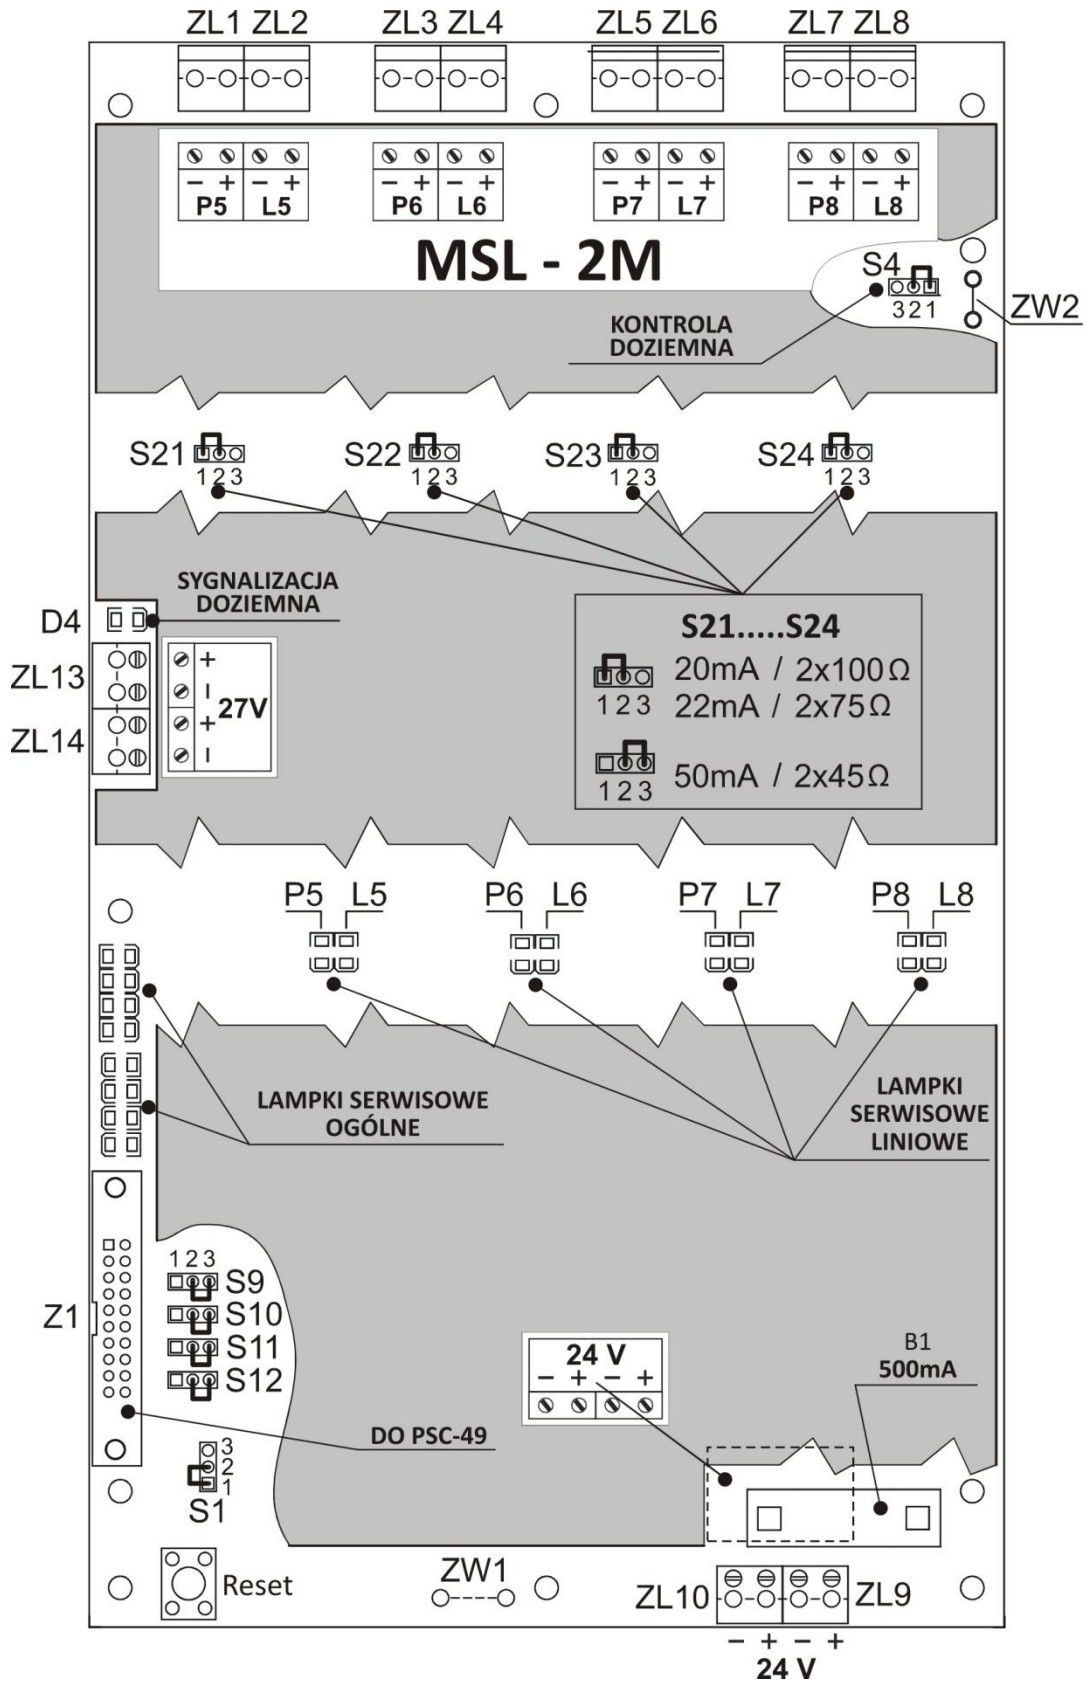 ZL1 ZL2 ZL3 ZL4 ZL5 ZL6 ZL7 ZL8
− + − + − + − + − + − + − + − +
P5 L5 P6 L6 P7 L7 P8 L8
MSL - 2M
S4
321
ZW2
KONTROLA
DOZIEMNA
S21 S22 S23 S24
123 123 123 123
SYGNALIZACJA
DOZIEMNA
D4
ZL13
ZL14
+
−
27V
+
−
S21.....S24
20mA / 2x100Ω
123 22mA / 2x75Ω
123 50mA / 2x45Ω
P5 L5 P6 L6 P7 L7 P8 L8
LAMPKI SERWISOWE
OGÓLNE
LAMPKI
SERWISOWE
LINIOWE
123
S9
S10
S11
S12
Z1
24 V
− + − +
B1
500mA
DO PSC-49
3
2
1
S1
Reset
ZW1
ZL10 ZL9
− + − +
24 V